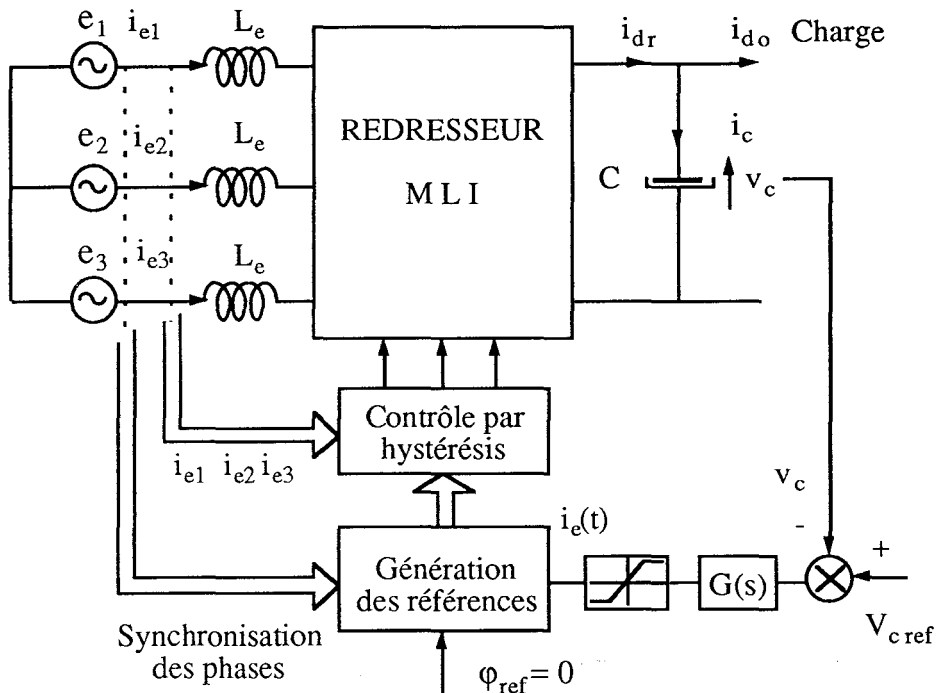 e1 ie1 Le
idr ido Charge
e2 ie2 Le
REDRESSEUR
MLI
ic
C vc
e3 ie3 Le
Contrôle par
hystérésis
ie1 ie2 ie3
vc
-
+
ie(t)
Génération
des références
G(s)
Vc ref
Synchronisation
des phases
φref = 0